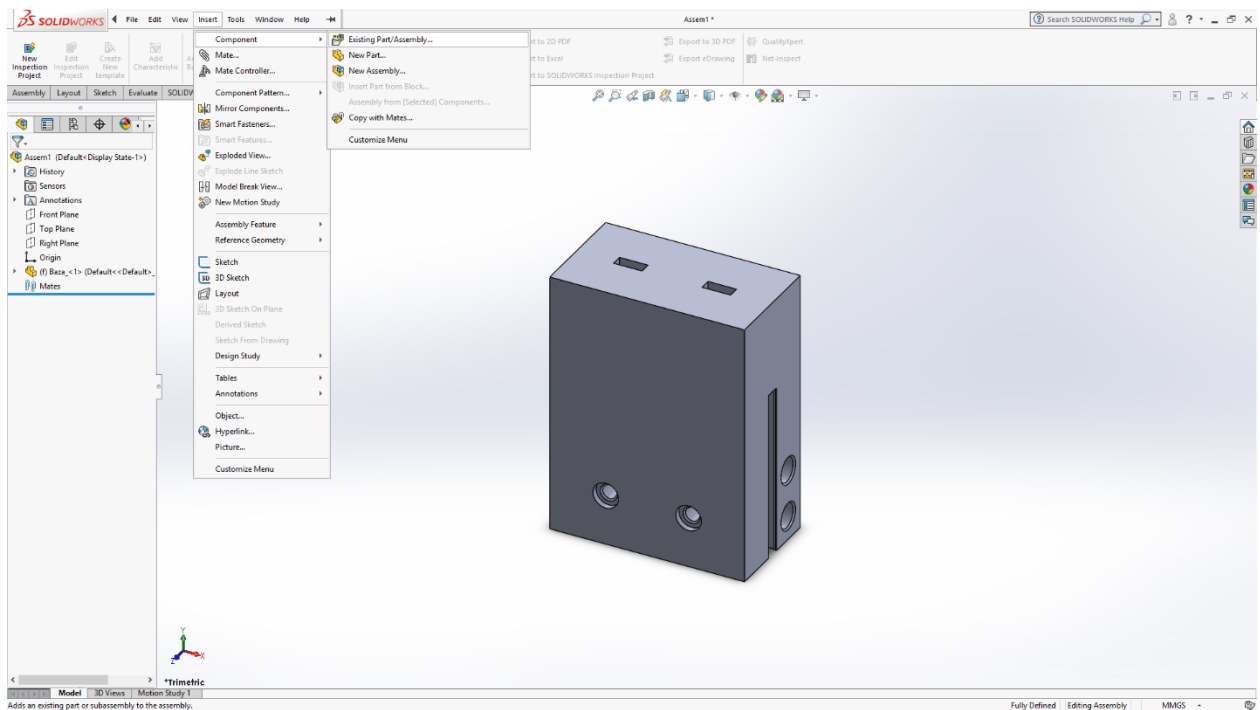 SOLIDWORKS File Edit View Insert Tools Window Help Assem1 * Search SOLIDWORKS Help ?
New Inspection Project
Edit Inspection Project
Create New template
Add Characteristic
Component
Mate...
Mate Controller...
Component Pattern...
Mirror Components...
Smart Fasteners...
Smart Features...
Exploded View...
Explode Line Sketch
Model Break View...
New Motion Study
Assembly Feature
Reference Geometry
Sketch
3D Sketch
Layout
3D Sketch On Plane
Derived Sketch
Sketch From Drawing
Design Study
Tables
Annotations
Object...
Hyperlink...
Picture...
Customize Menu
Existing Part/Assembly...
New Part...
New Assembly...
Insert Part from Block...
Assembly from [Selected] Components...
Copy with Mates...
Customize Menu
rt to 2D PDF
rt to Excel
rt to SOLIDWORKS Inspection Project
Export to 3D PDF
Export eDrawing
QualityXpert
Net-Inspect
Assembly Layout Sketch Evaluate SOLIDW
Assem1 (Default<Display State-1>)
History
Sensors
Annotations
Front Plane
Top Plane
Right Plane
Origin
(f) Baza_<1> (Default<<Default>_
Mates
Y
X
Z
*Trimetric
Model 3D Views Motion Study 1
Adds an existing part or subassembly to the assembly. Fully Defined Editing Assembly MMGS